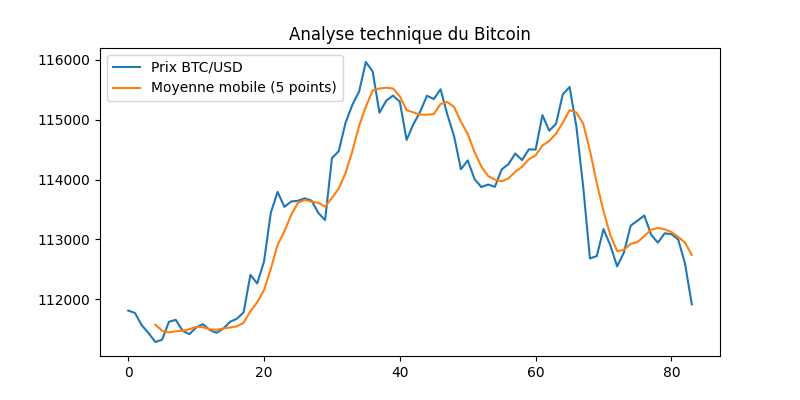 Analyse technique du Bitcoin
Prix BTC/USD
Moyenne mobile (5 points)
116000
115000
114000
113000
112000
0 20 40 60 80